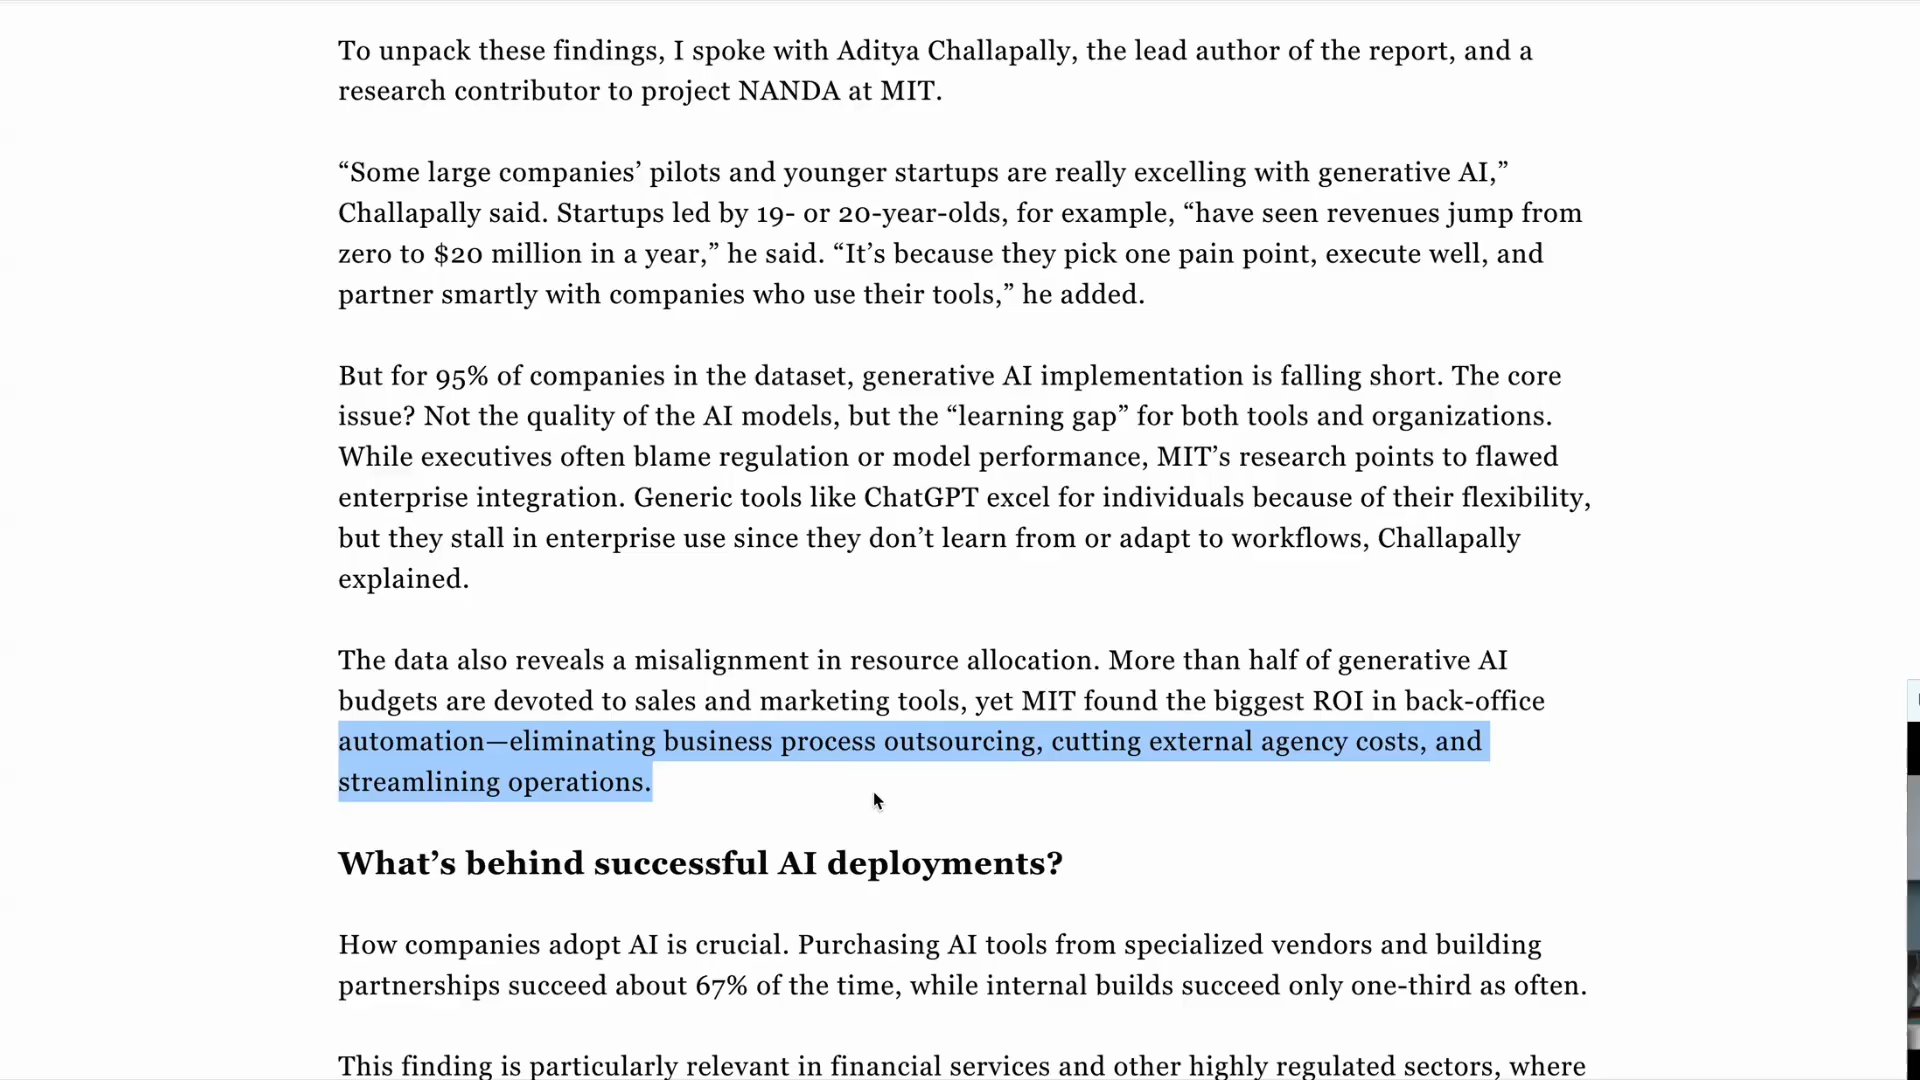 To unpack these findings, I spoke with Aditya Challapally, the lead author of the report, and a
research contributor to project NANDA at MIT.
“Some large companies’ pilots and younger startups are really excelling with generative AI,”
Challapally said. Startups led by 19- or 20-year-olds, for example, “have seen revenues jump from
zero to $20 million in a year,” he said. “It’s because they pick one pain point, execute well, and
partner smartly with companies who use their tools,” he added.
But for 95% of companies in the dataset, generative AI implementation is falling short. The core
issue? Not the quality of the AI models, but the “learning gap” for both tools and organizations.
While executives often blame regulation or model performance, MIT’s research points to flawed
enterprise integration. Generic tools like ChatGPT excel for individuals because of their flexibility,
but they stall in enterprise use since they don’t learn from or adapt to workflows, Challapally
explained.
The data also reveals a misalignment in resource allocation. More than half of generative AI
budgets are devoted to sales and marketing tools, yet MIT found the biggest ROI in back-office
automation—eliminating business process outsourcing, cutting external agency costs, and
streamlining operations.
What’s behind successful AI deployments?
How companies adopt AI is crucial. Purchasing AI tools from specialized vendors and building
partnerships succeed about 67% of the time, while internal builds succeed only one-third as often.
This finding is particularly relevant in financial services and other highly regulated sectors, where